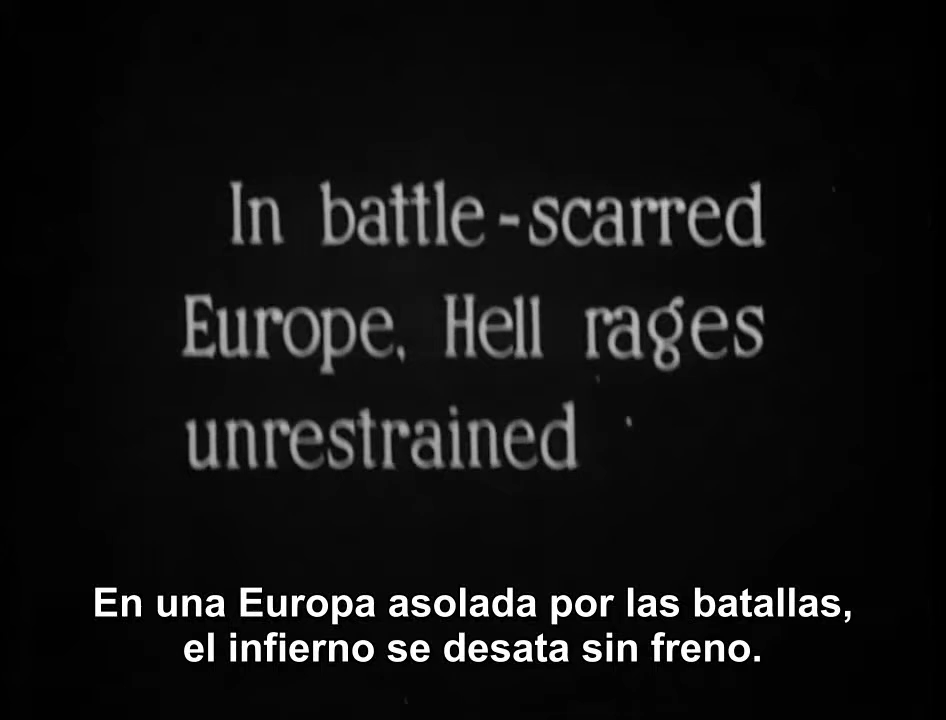 In battle-scarred
Europe, Hell rages
unrestrained
En una Europa asolada por las batallas,
el infierno se desata sin freno.